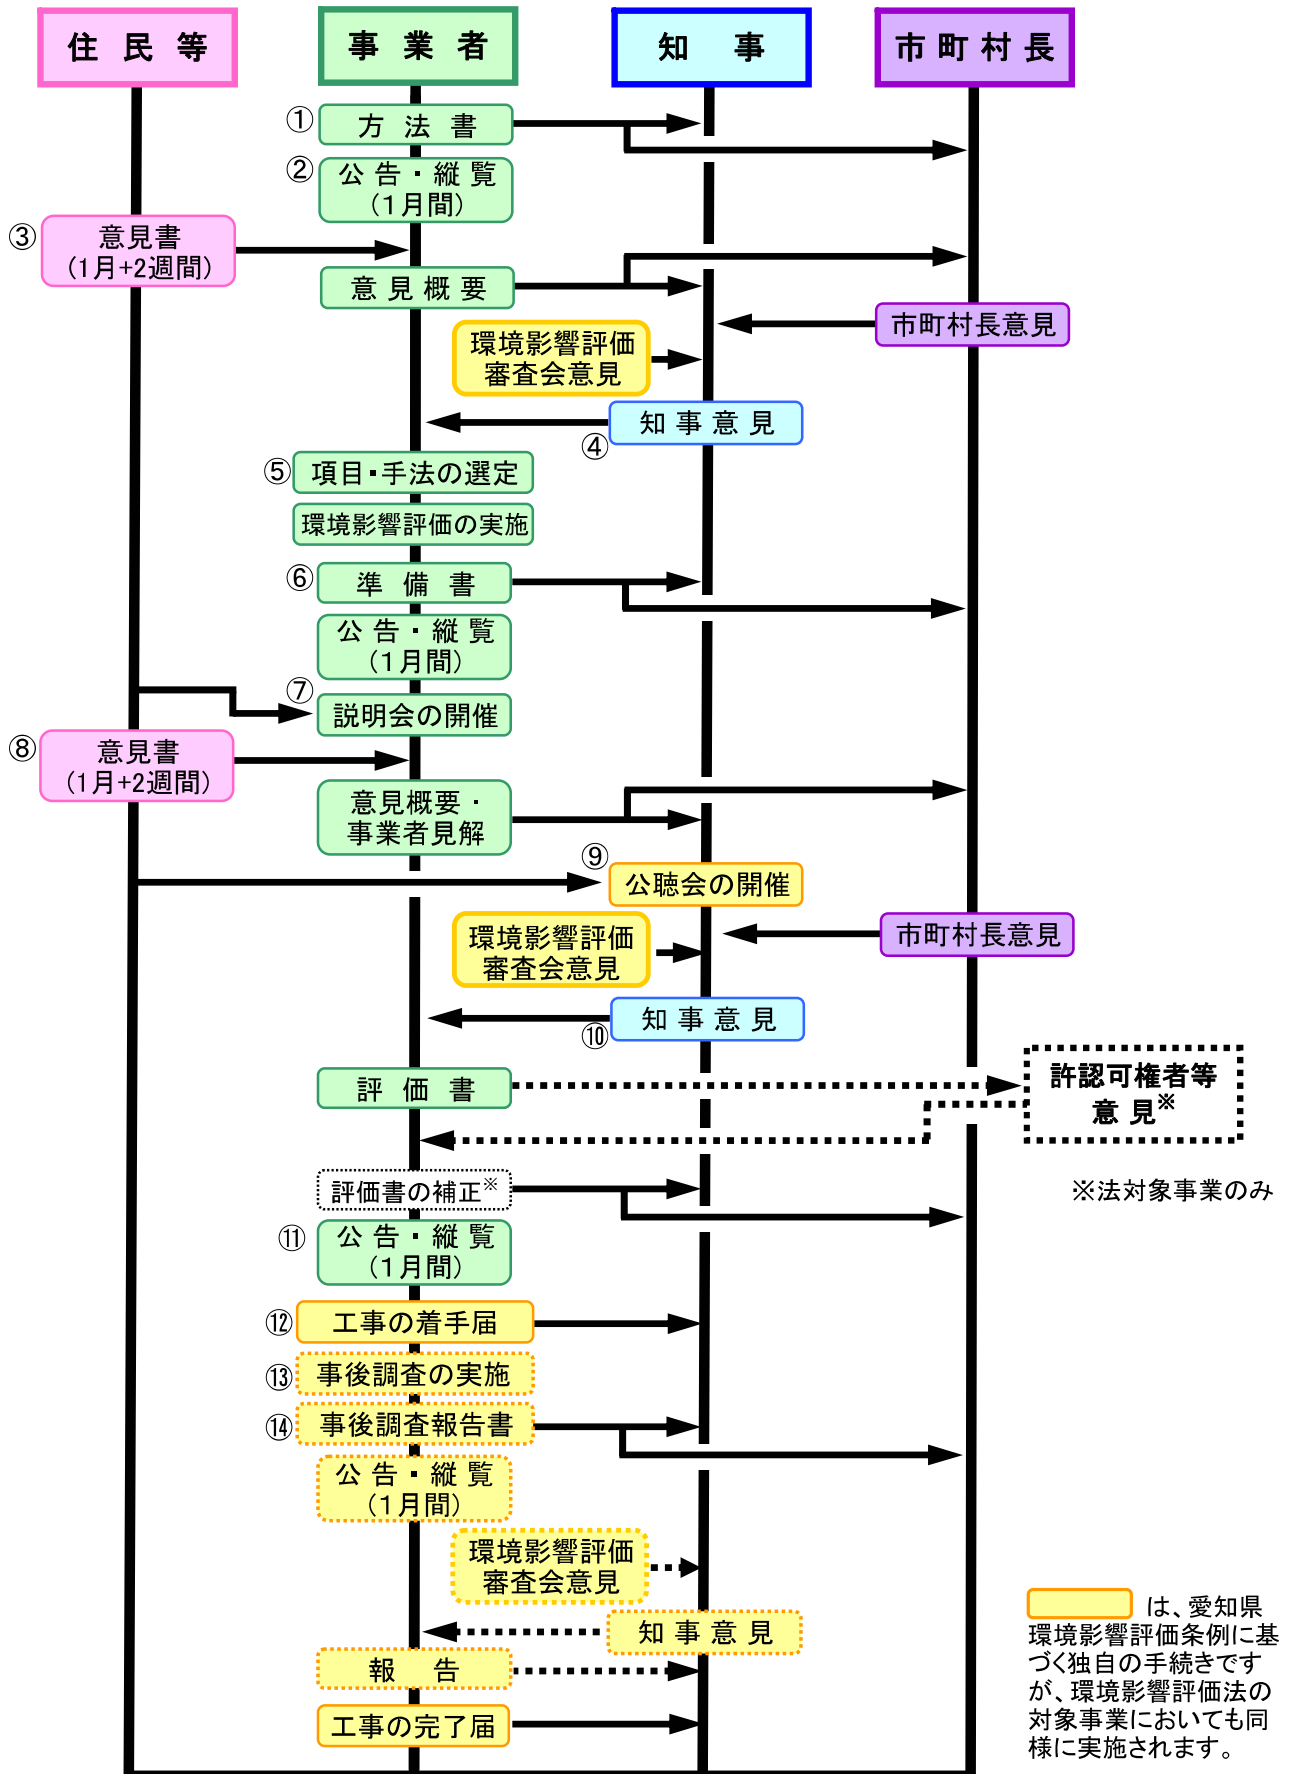 住民等
事業者
知事
市町村長
①
方法書
②
公告・縦覧
(1月間)
③
意見書
(1月+2週間)
意見概要
市町村長意見
環境影響評価
審査会意見
知事意見
④
⑤
項目・手法の選定
環境影響評価の実施
⑥
準備書
公告・縦覧
(1月間)
⑦
説明会の開催
⑧
意見書
(1月+2週間)
意見概要・
事業者見解
⑨
公聴会の開催
市町村長意見
環境影響評価
審査会意見
知事意見
⑩
評価書
許認可権者等
意見※
評価書の補正※
※法対象事業のみ
⑪
公告・縦覧
(1月間)
⑫
工事の着手届
⑬
事後調査の実施
⑭
事後調査報告書
公告・縦覧
(1月間)
環境影響評価
審査会意見
知事意見
報告
工事の完了届
は、愛知県
環境影響評価条例に基
づく独自の手続きです
が、環境影響評価法の
対象事業においても同
様に実施されます。